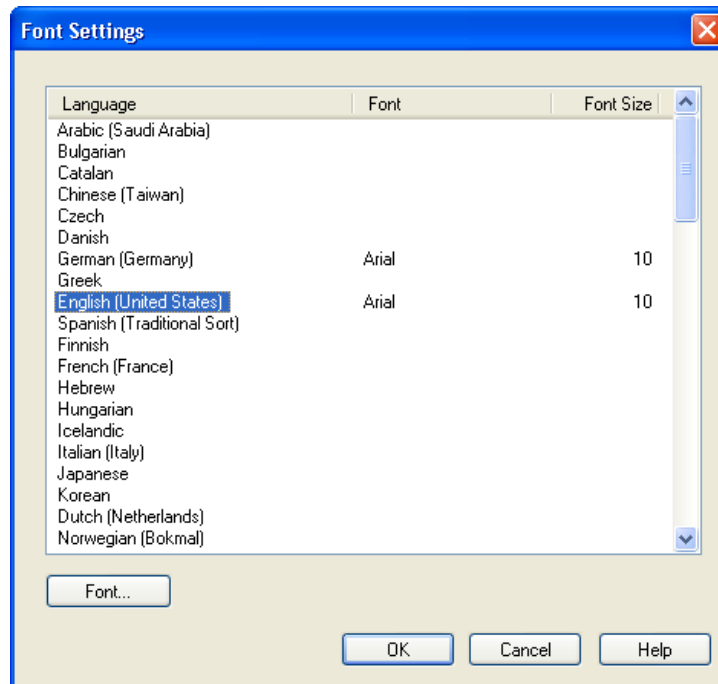 Font Settings
Language Font Font Size
Arabic (Saudi Arabia)
Bulgarian
Catalan
Chinese (Taiwan)
Czech
Danish
German (Germany) Arial 10
Greek
English (United States) Arial 10
Spanish (Traditional Sort)
Finnish
French (France)
Hebrew
Hungarian
Icelandic
Italian (Italy)
Japanese
Korean
Dutch (Netherlands)
Norwegian (Bokmal)
Font...
OK Cancel Help